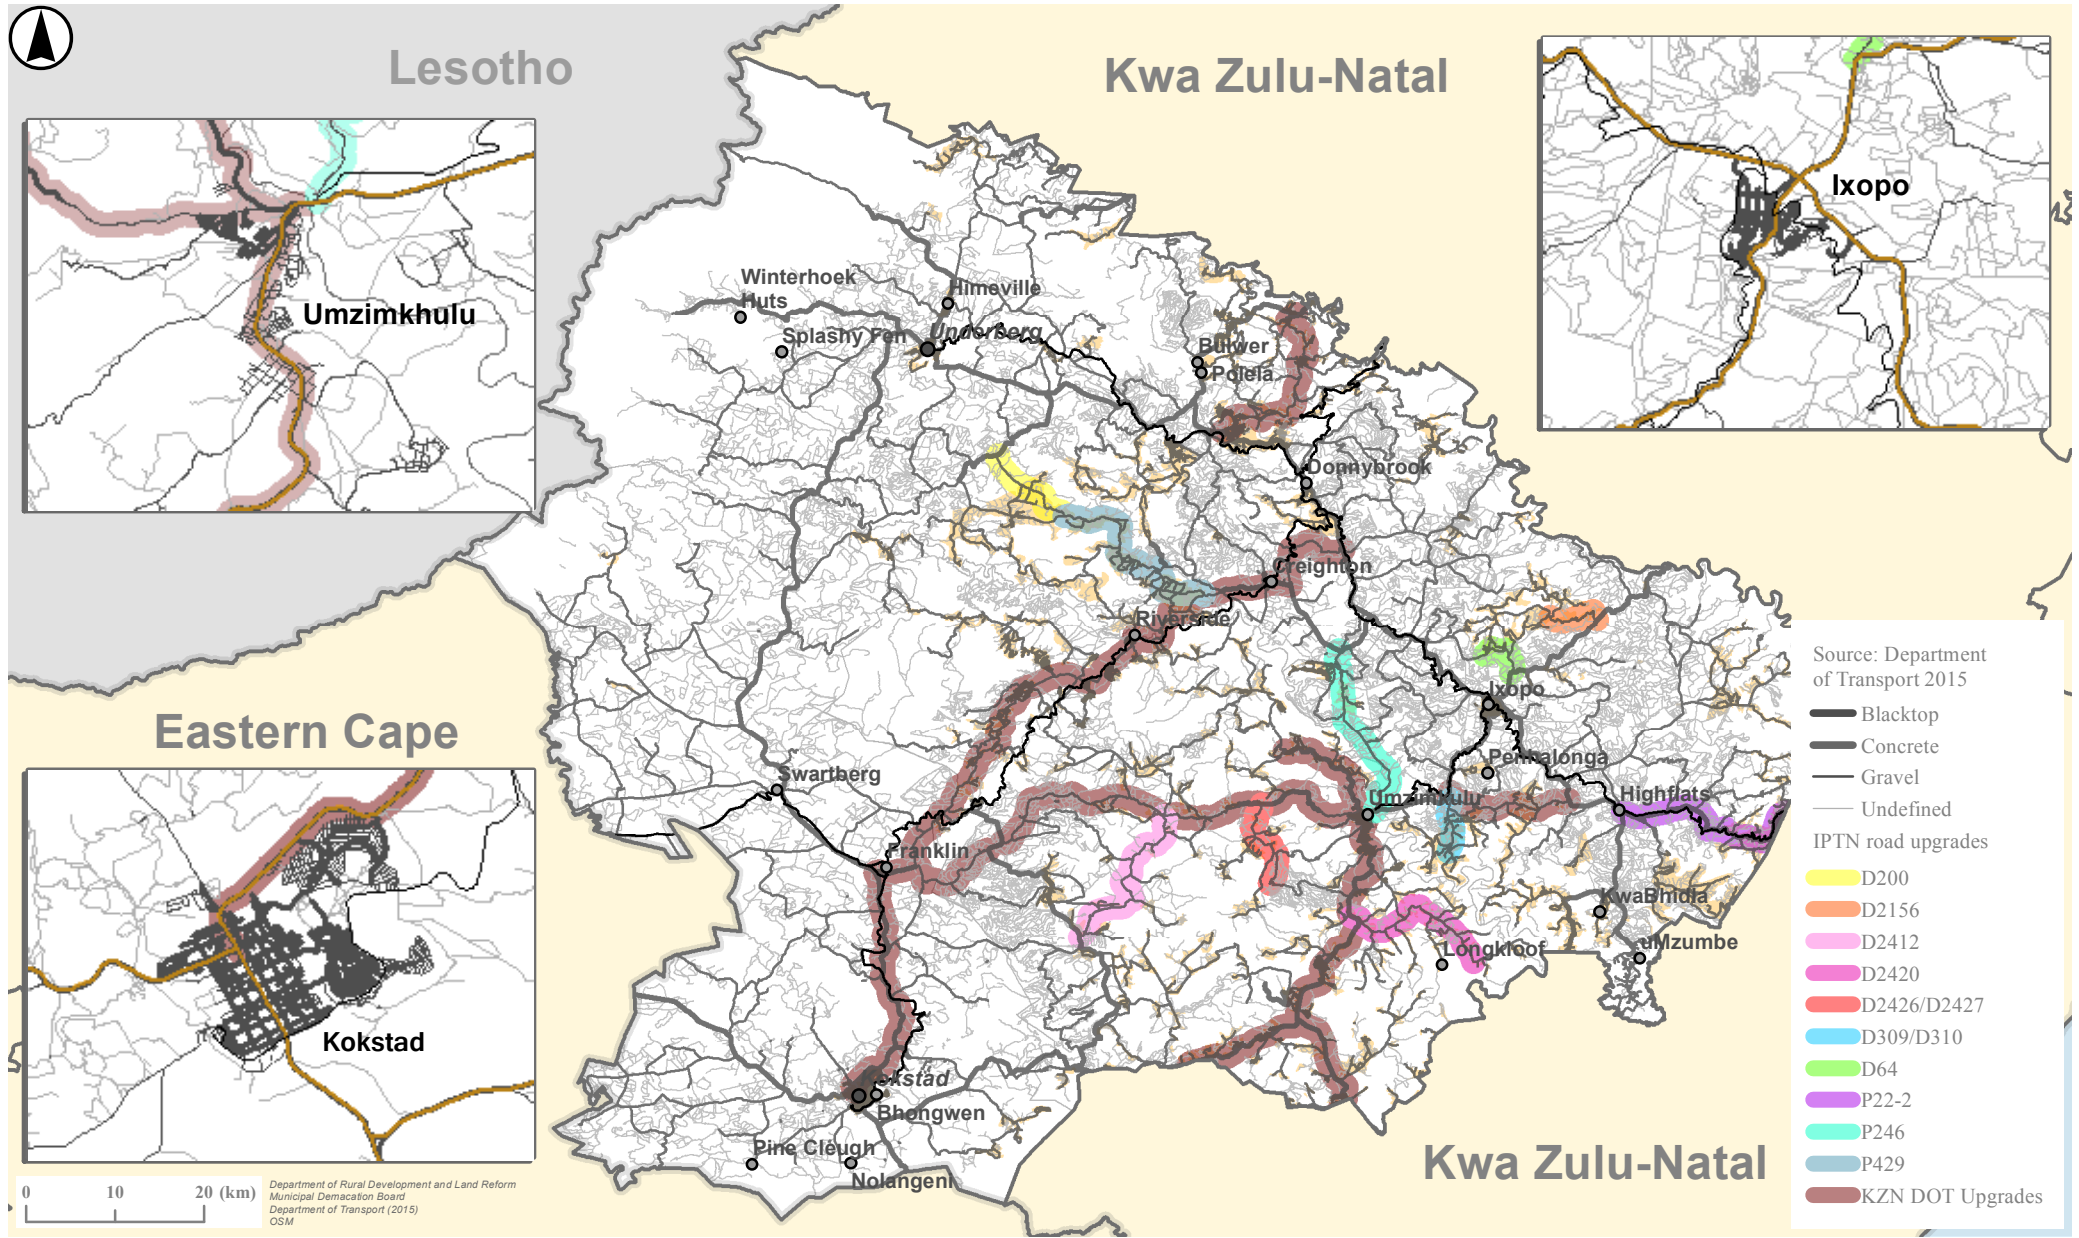 Lesotho
Kwa Zulu-Natal
Ixopo
Umzimkhulu
Winterhoek
Huts
Himeville
Splashy Fen
Underberg
Bulwer
Polela
Donnybrook
Creighton
Riverside
Ixopo
Pennalonga
Eastern Cape
Swartberg
Umzimkulu
Highflats
Franklin
KwaBhidla
Longkloof
uMzumbe
Kokstad
Kokstad
Bhongwen
Pine Cleugh
Nolangeni
Kwa Zulu-Natal
Source: Department
of Transport 2015
Blacktop
Concrete
Gravel
Undefined
IPTN road upgrades
D200
D2156
D2412
D2420
D2426/D2427
D309/D310
D64
P22-2
P246
P429
KZN DOT Upgrades
0 10 20 (km)
Department of Rural Development and Land Reform
Municipal Demacation Board
Department of Transport (2015)
OSM